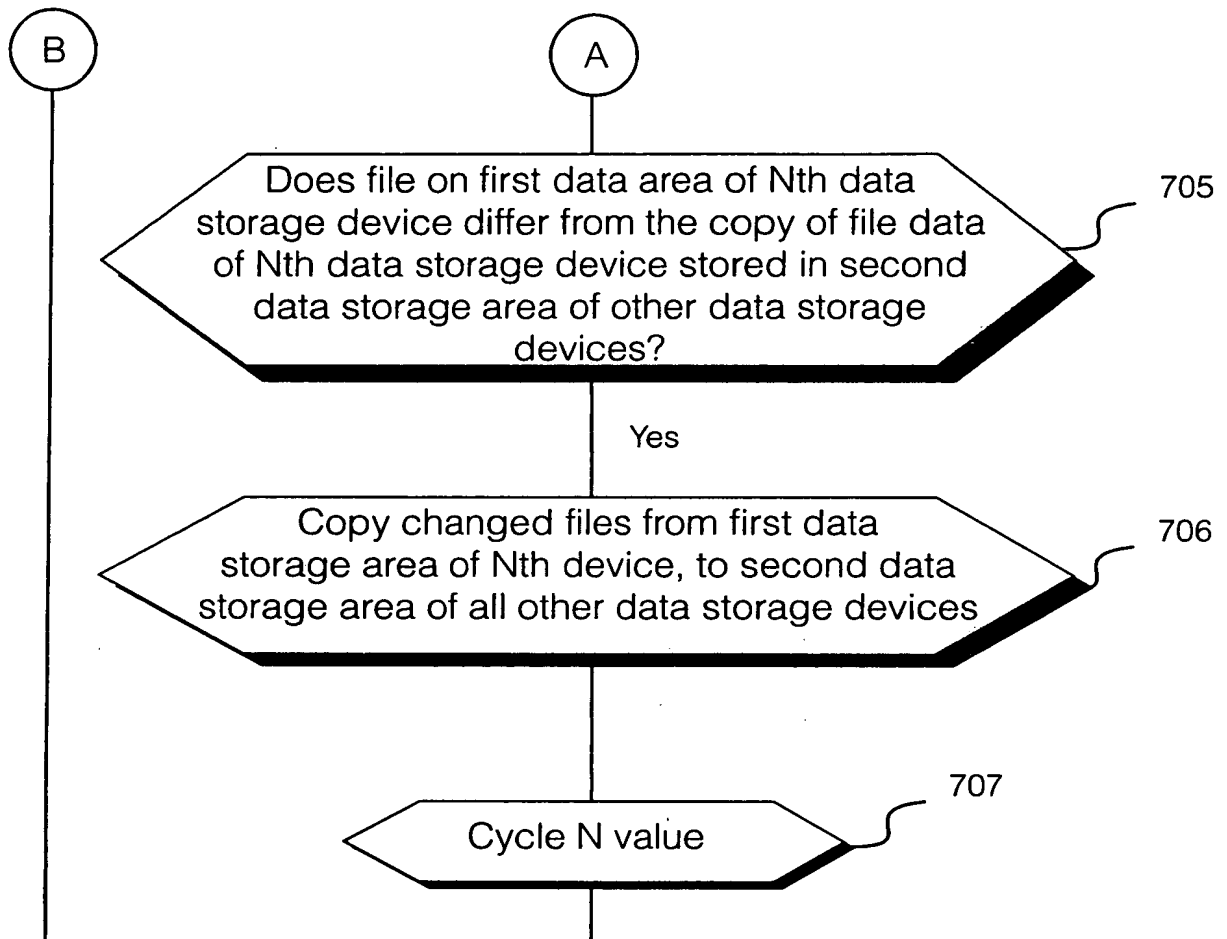 B
A
Does file on first data area of Nth data
storage device differ from the copy of file data
of Nth data storage device stored in second
data storage area of other data storage
devices?
705
Yes
Copy changed files from first data
storage area of Nth device, to second data
storage area of all other data storage devices
706
707
Cycle N value